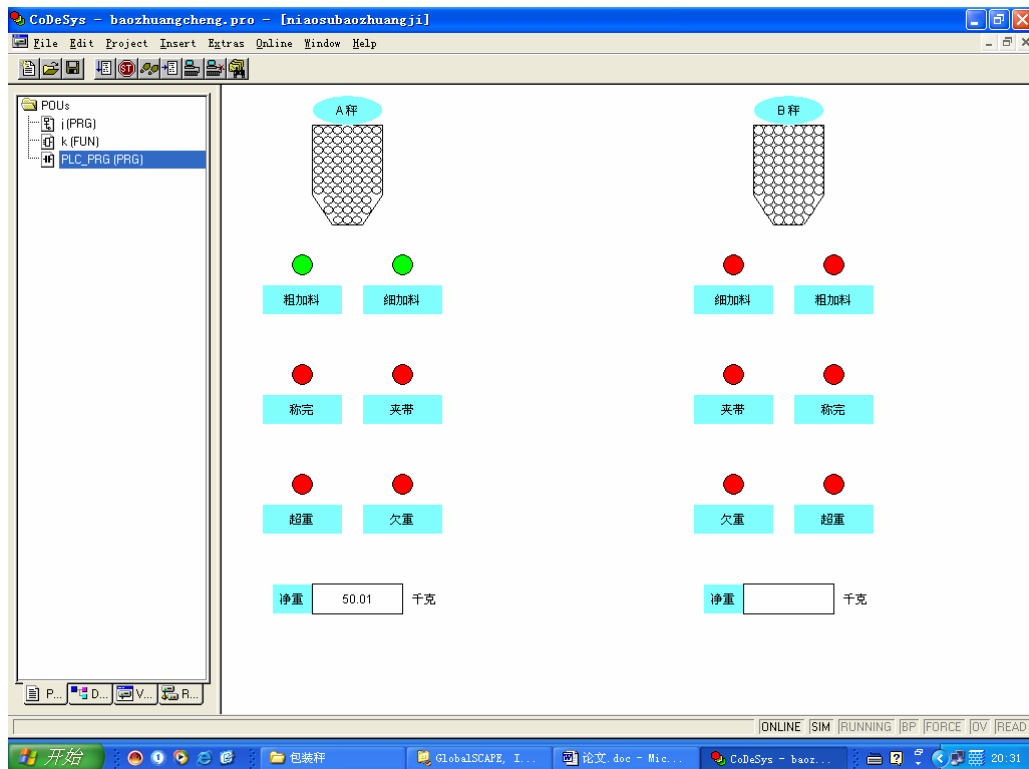 CoDeSys - baozhuangcheng.pro - [niaosubaozhuangji]
File Edit Project Insert Extras Online Window Help
POUs
j (PRG)
k (FUN)
PLC_PRG (PRG)
A秤 B秤
粗加料 细加料 细加料 粗加料
称完 夹带 夹带 称完
超重 欠重 欠重 超重
净重 50.01 千克 净重 千克
P... D... V... R...
ONLINE SIM RUNNING BP FORCE OV READ
开始 包装秤 GlobalSCAPE, I... 论文.doc - Mic... CoDeSys - baoz... 20:31